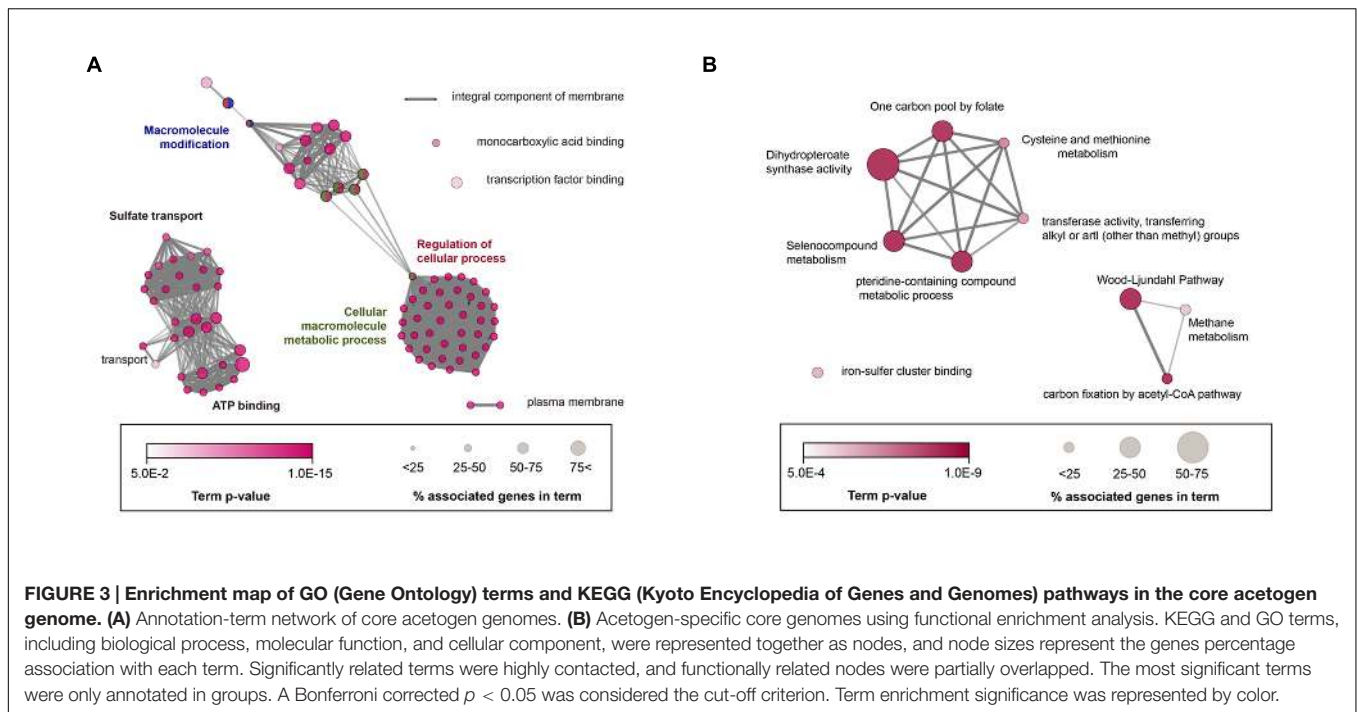 A
integral component of membrane
Macromolecule
modification
monocarboxylic acid binding
transcription factor binding
Sulfate transport
Regulation of
cellular process
Cellular
macromolecule
metabolic process
transport
ATP binding
plasma membrane
5.0E-2
1.0E-15
Term p-value
<25
25-50
50-75
75<
% associated genes in term
B
One carbon pool by folate
Cysteine and methionine
metabolism
Dihydropteroate
synthase activity
transferase activity, transferring
alkyl or artl (other than methyl) groups
Selenocompound
metabolism
pteridine-containing compound
metabolic process
Wood-Ljundahl Pathway
Methane
metabolism
iron-sulfer cluster binding
carbon fixation by acetyl-CoA pathway
5.0E-4
1.0E-9
Term p-value
<25
25-50
50-75
% associated genes in term
FIGURE 3 | Enrichment map of GO (Gene Ontology) terms and KEGG (Kyoto Encyclopedia of Genes and Genomes) pathways in the core acetogen
genome. (A) Annotation-term network of core acetogen genomes. (B) Acetogen-specific core genomes using functional enrichment analysis. KEGG and GO terms,
including biological process, molecular function, and cellular component, were represented together as nodes, and node sizes represent the genes percentage
association with each term. Significantly related terms were highly contacted, and functionally related nodes were partially overlapped. The most significant terms
were only annotated in groups. A Bonferroni corrected p < 0.05 was considered the cut-off criterion. Term enrichment significance was represented by color.